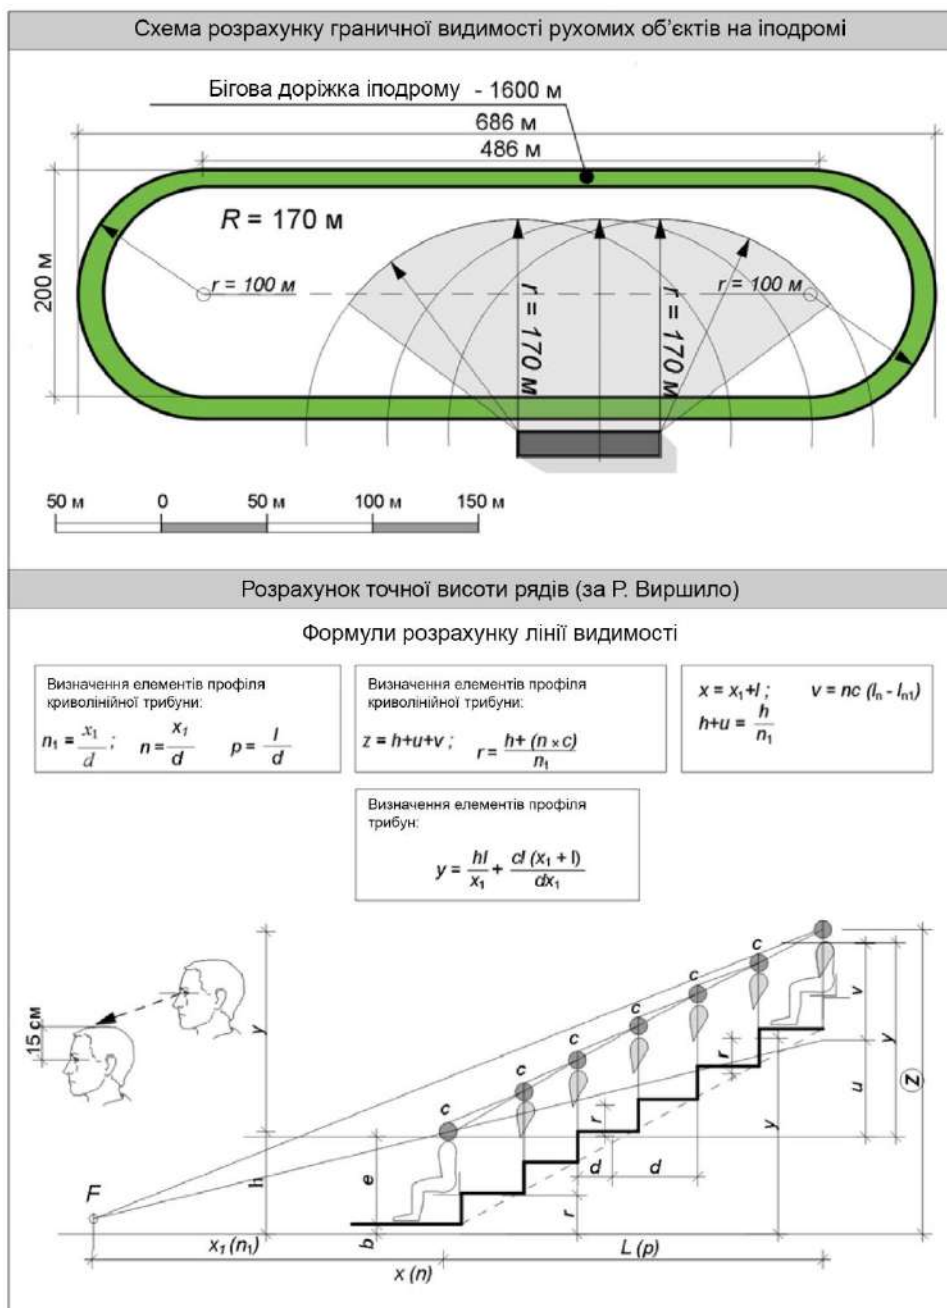 Схема розрахунку граничної видимості рухомих об'єктів на іподромі
Бігова доріжка іподрому - 1600 м
686 м
486 м
R = 170 м
200 м
r = 100 м
r = 100 м
r = 170 м
r = 170 м
50 м 0 50 м 100 м 150 м
Розрахунок точної висоти рядів (за Р. Виршило)
Формули розрахунку лінії видимості
Визначення елементів профіля
криволінійної трибуни:
n₁ = x₁/d ; n = x₁/d p = l/d
Визначення елементів профіля
криволінійної трибуни:
z = h+u+v ; r = (h+ (n × c))/n₁
x = x₁+l ; v = nc (lₙ - lₙ₁)
h+u = h/n₁
Визначення елементів профіля
трибун:
y = hl/x₁ + cl (x₁ + l)/dx₁
15 см
y
h
F
x₁ (n₁)
x (n)
L (p)
b
e
c
c
c
c
c
c
r
r
r
d
d
y
v
y
u
Z